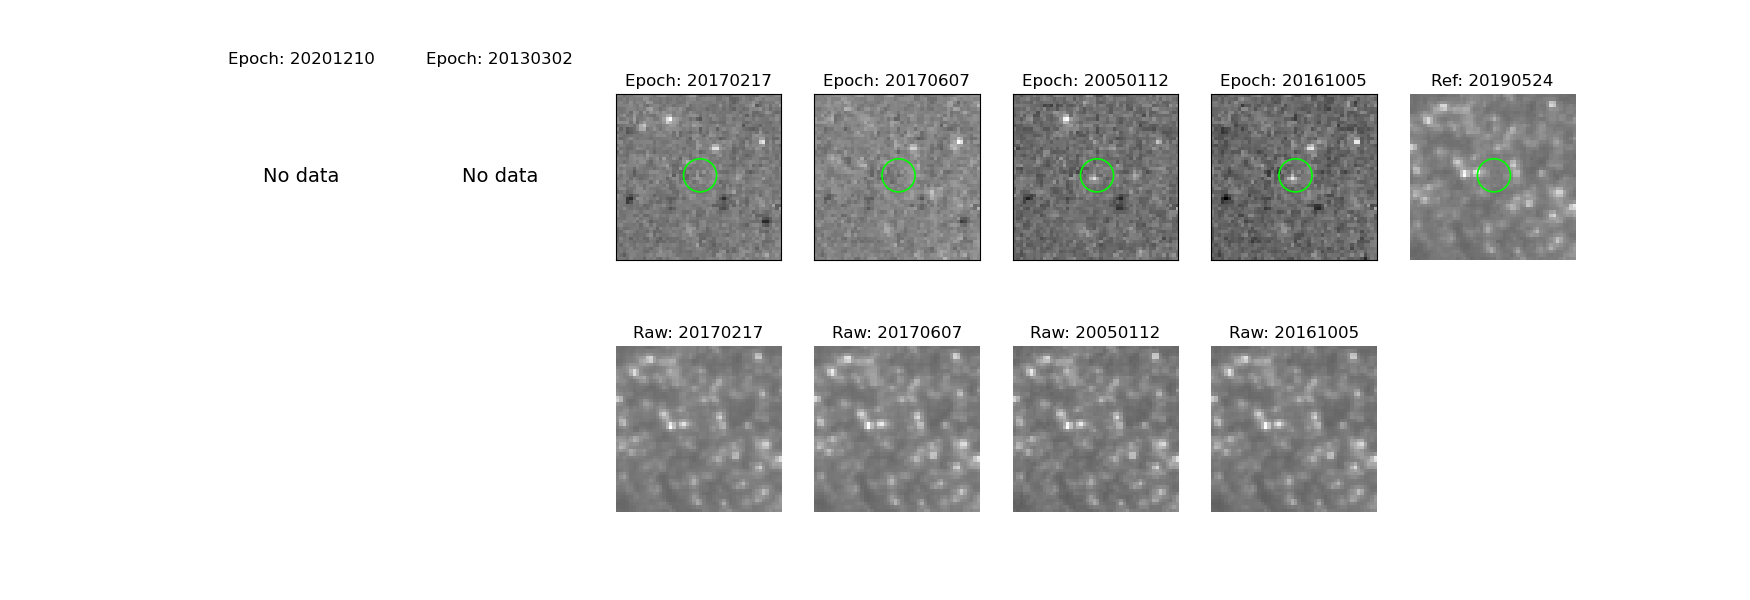 Epoch: 20201210
Epoch: 20130302
Epoch: 20170217
Epoch: 20170607
Epoch: 20050112
Epoch: 20161005
Ref: 20190524
No data
No data
Raw: 20170217
Raw: 20170607
Raw: 20050112
Raw: 20161005